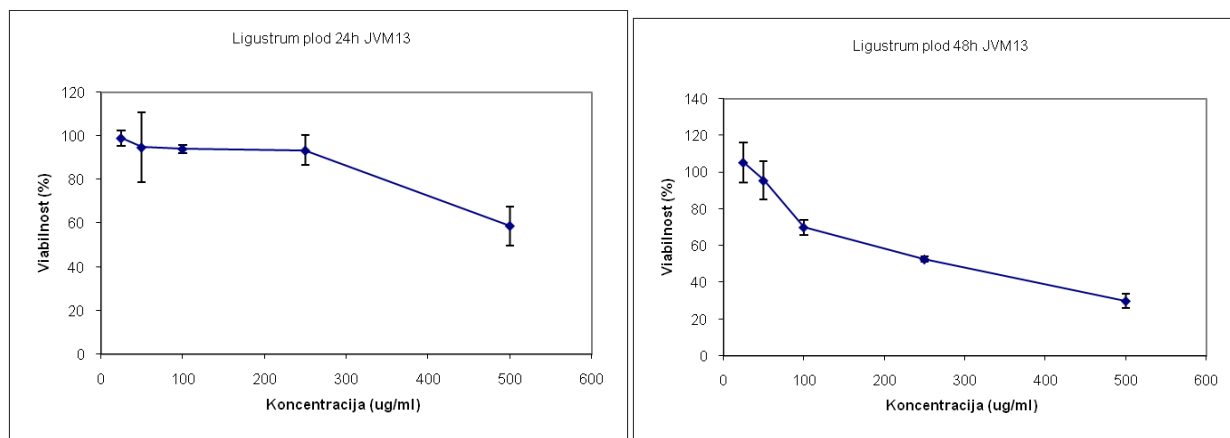 Ligustrum plod 24h JVM13
120
100
80
60
40
20
0
Viabilnost (%)
0 100 200 300 400 500 600
Koncentracija (ug/ml)
Ligustrum plod 48h JVM13
140
120
100
80
60
40
20
0
Viabilnost (%)
0 100 200 300 400 500 600
Koncentracija (ug/ml)